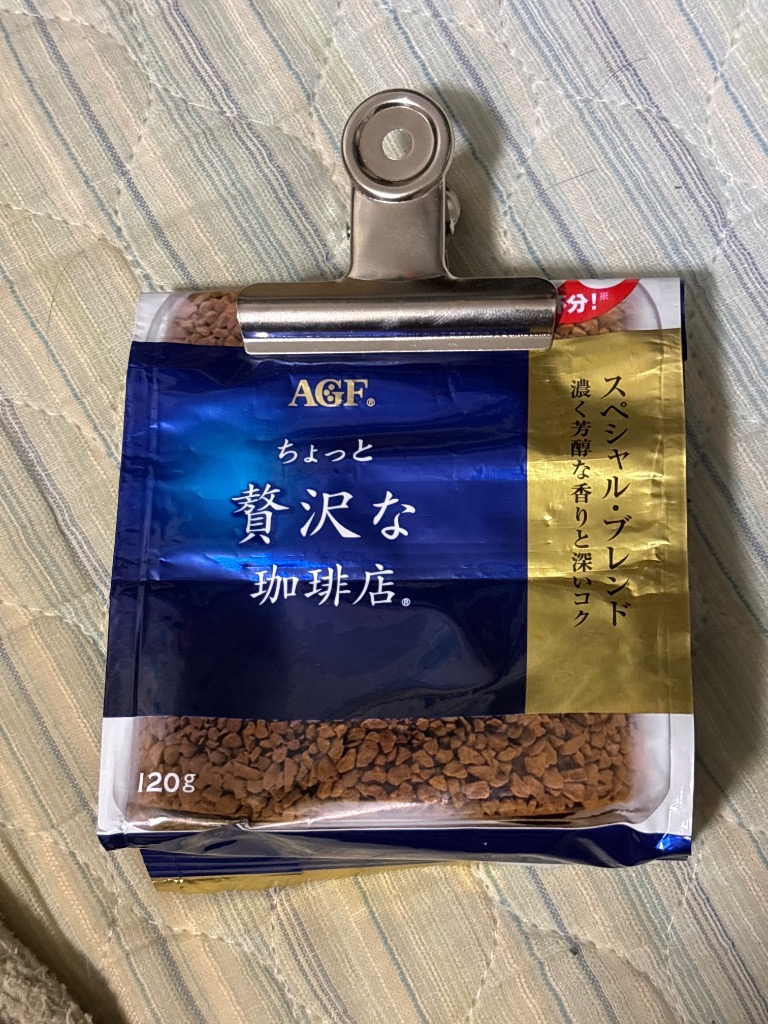 分!※
AGF®
ちょっと
贅沢な
珈琲店®
スペシャル・ブレンド
濃く芳醇な香りと深いコク
120g